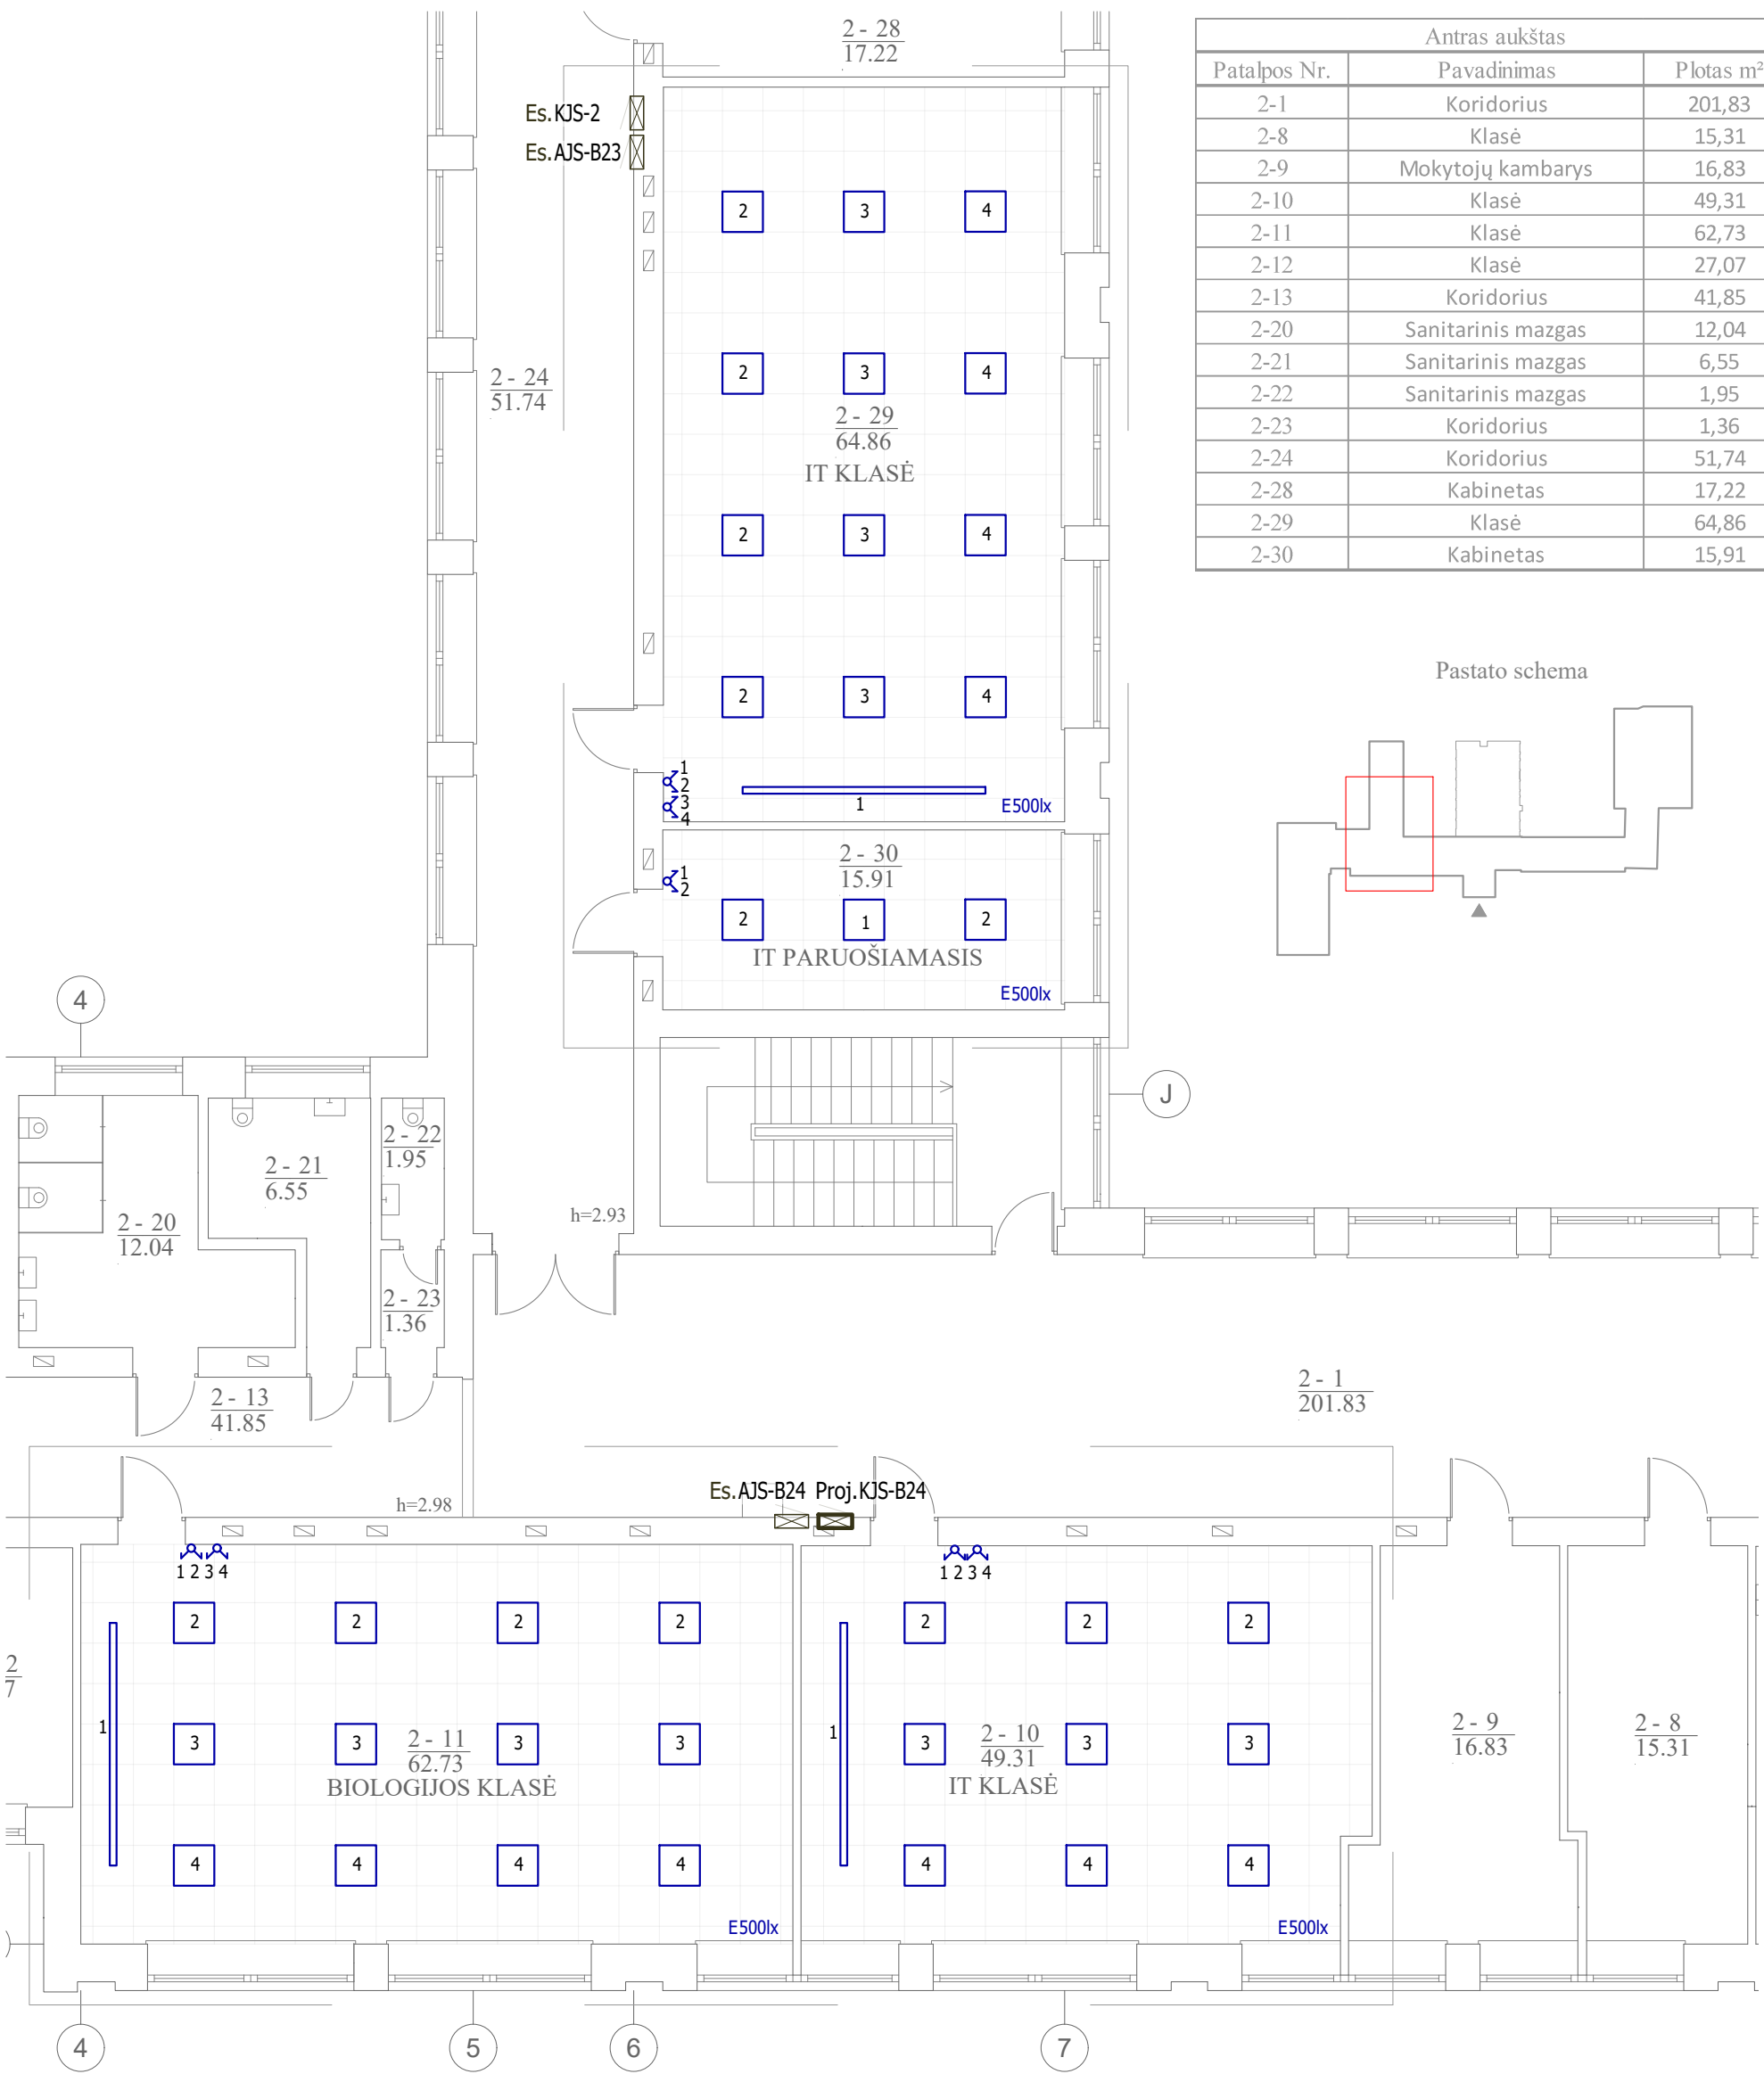 2 - 28
17.22
Antras aukštas
Patalpos Nr. Pavadinimas Plotas m²
2-1 Koridorius 201,83
2-8 Klasė 15,31
2-9 Mokytojų kambarys 16,83
2-10 Klasė 49,31
2-11 Klasė 62,73
2-12 Klasė 27,07
2-13 Koridorius 41,85
2-20 Sanitarinis mazgas 12,04
2-21 Sanitarinis mazgas 6,55
2-22 Sanitarinis mazgas 1,95
2-23 Koridorius 1,36
2-24 Koridorius 51,74
2-28 Kabinetas 17,22
2-29 Klasė 64,86
2-30 Kabinetas 15,91
Es.KJS-2
Es.AJS-B23
2 3 4
2 3 4
2 - 24
51.74
2 - 29
64.86
IT KLASĖ
2 3 4
2 3 4
1
2
3
4
1
E500lx
Pastato schema
2 - 30
15.91
1
2
2 1 2
IT PARUOŠIAMASIS
E500lx
4
J
2 - 22
1.95
2 - 21
6.55
2 - 20
12.04
h=2.93
2 - 23
1.36
2 - 13
41.85
2 - 1
201.83
h=2.98
Es.AJS-B24 Proj.KJS-B24
1 2 3 4
1 2 3 4
2 2 2 2
2 2 2
2
7
1
3 3 3 3
2 - 11
62.73
BIOLOGIJOS KLASĖ
1
3 3 3
2 - 10
49.31
IT KLASĖ
2 - 9
16.83
2 - 8
15.31
4 4 4 4
4 4 4
E500lx
E500lx
4
5
6
7